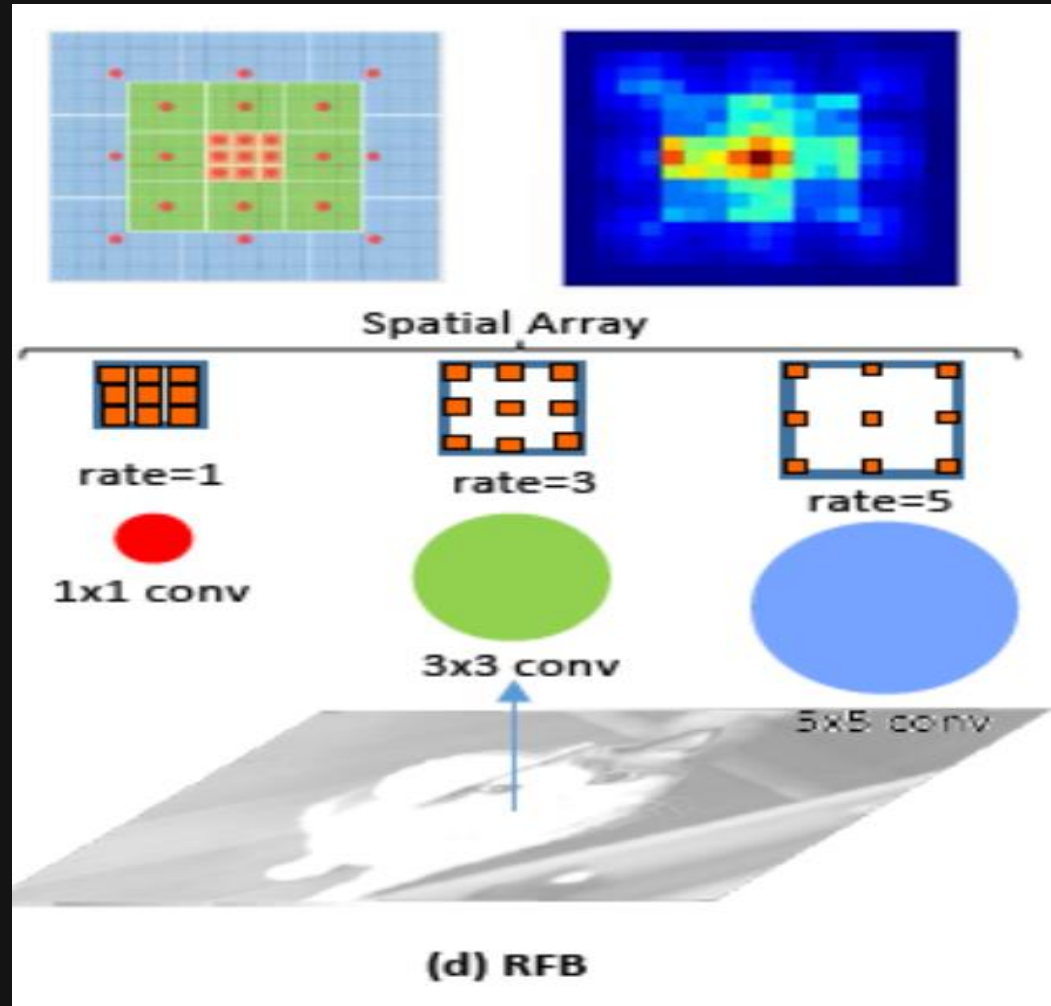 Spatial Array
rate=1
rate=3
rate=5
1x1 conv
3x3 conv
5x5 conv
(d) RFB